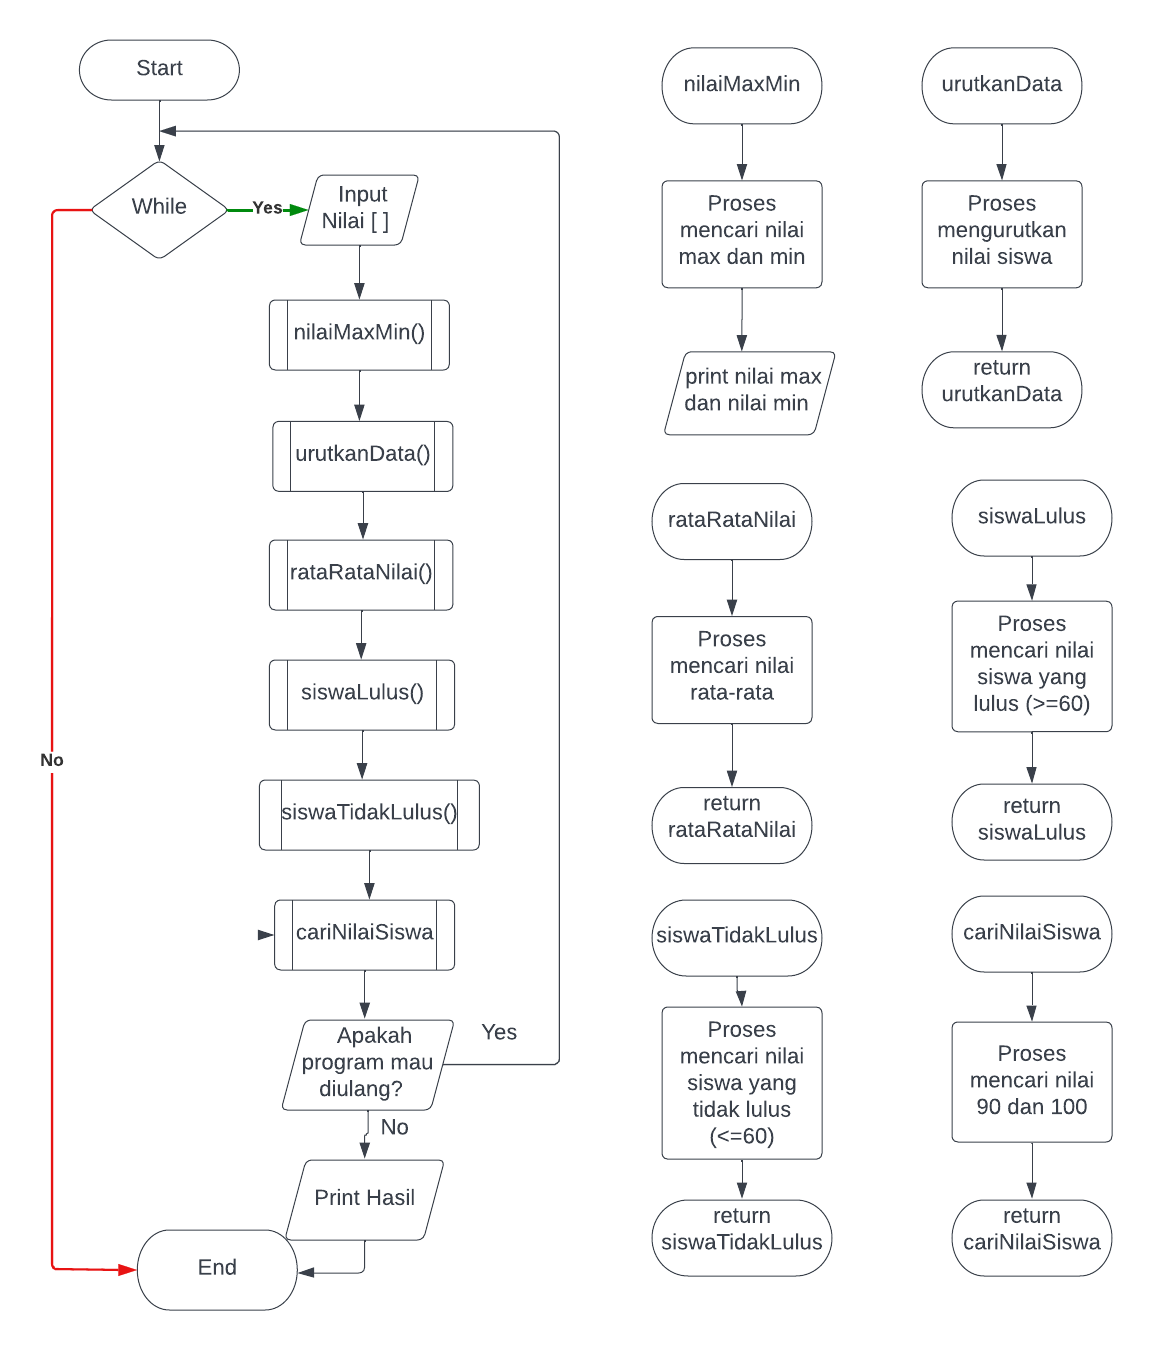 Start
While
Yes
Input
Nilai [ ]
nilaiMaxMin()
urutkanData()
rataRataNilai()
siswaLulus()
No
siswaTidakLulus()
cariNilaiSiswa
Apakah
program mau
diulang?
Yes
No
Print Hasil
End
nilaiMaxMin
Proses
mencari nilai
max dan min
print nilai max
dan nilai min
urutkanData
Proses
mengurutkan
nilai siswa
return
urutkanData
rataRataNilai
Proses
mencari nilai
rata-rata
return
rataRataNilai
siswaLulus
Proses
mencari nilai
siswa yang
lulus (>=60)
return
siswaLulus
siswaTidakLulus
Proses
mencari nilai
siswa yang
tidak lulus
(<=60)
return
siswaTidakLulus
cariNilaiSiswa
Proses
mencari nilai
90 dan 100
return
cariNilaiSiswa